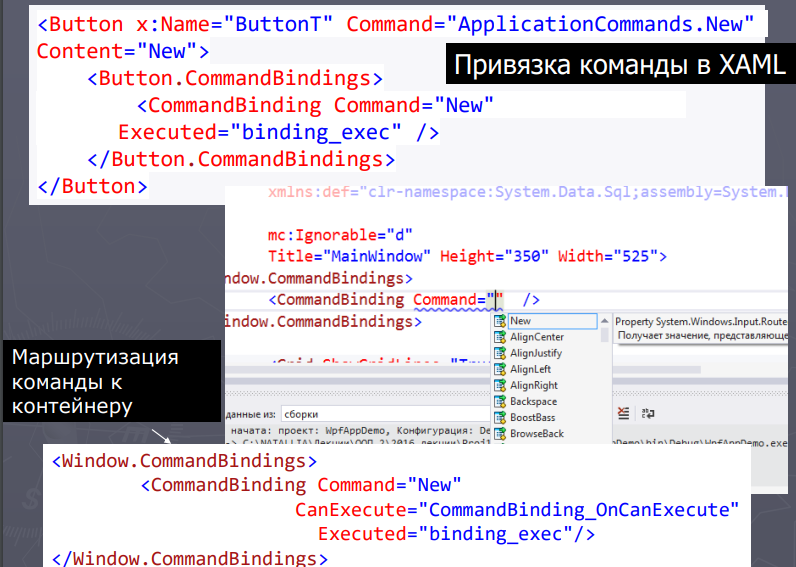 <Button x:Name="ButtonT" Command="ApplicationCommands.New"
Content="New">
Привязка команды в XAML
<Button.CommandBindings>
<CommandBinding Command="New"
Executed="binding_exec" />
</Button.CommandBindings>
</Button>
xmlns:def="clr-namespace:System.Data.Sql;assembly=System.
mc:Ignorable="d"
Title="MainWindow" Height="350" Width="525">
ndow.CommandBindings>
<CommandBinding Command="" />
indow.CommandBindings>
New
Property System.Windows.Input.Route
AlignCenter
Получает значение, представляюще
AlignJustify
AlignLeft
AlignRight
Backspace
BoostBass
BrowseBack
Маршрутизация
команды к
контейнеру
данные из: сборки
начата: проект: WpfAppDemo, Конфигурация: De
<Window.CommandBindings>
<CommandBinding Command="New"
CanExecute="CommandBinding_OnCanExecute"
Executed="binding_exec"/>
</Window.CommandBindings>